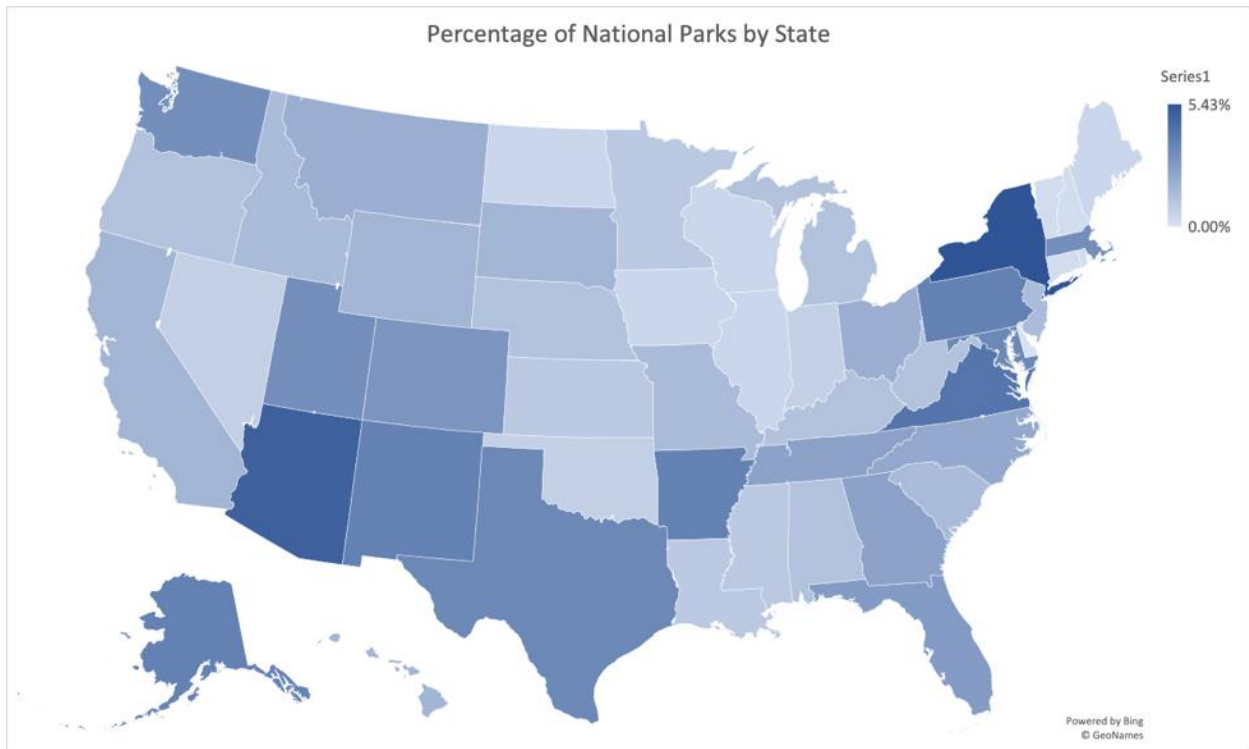 Percentage of National Parks by State
Series1
5.43%
0.00%
Powered by Bing
© GeoNames